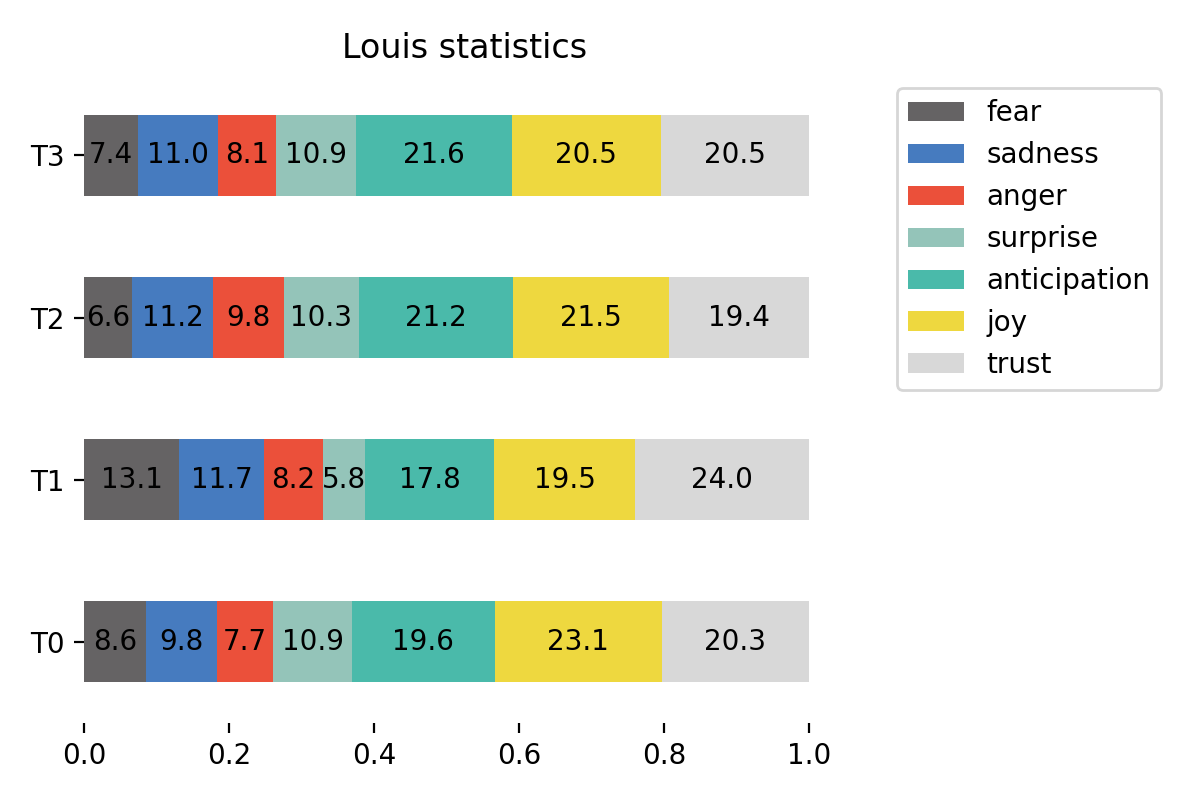 Louis statistics
T3 7.4 11.0 8.1 10.9 21.6 20.5 20.5
T2 6.6 11.2 9.8 10.3 21.2 21.5 19.4
T1 13.1 11.7 8.2 5.8 17.8 19.5 24.0
T0 8.6 9.8 7.7 10.9 19.6 23.1 20.3
0.0 0.2 0.4 0.6 0.8 1.0
fear
sadness
anger
surprise
anticipation
joy
trust